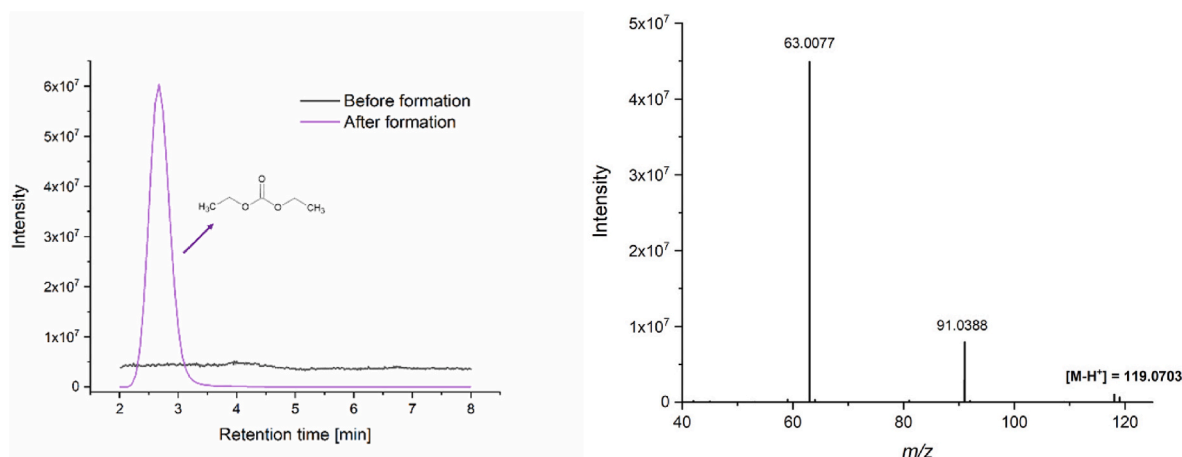 6x10⁷
5x10⁷
4x10⁷
3x10⁷
2x10⁷
1x10⁷
0
Intensity
2 3 4 5 6 7 8
Retention time [min]
Before formation
After formation
O
H₃C O O CH₃
5x10⁷
4x10⁷
3x10⁷
2x10⁷
1x10⁷
0
Intensity
63.0077
91.0388
[M-H⁺] = 119.0703
40 60 80 100 120
m/z